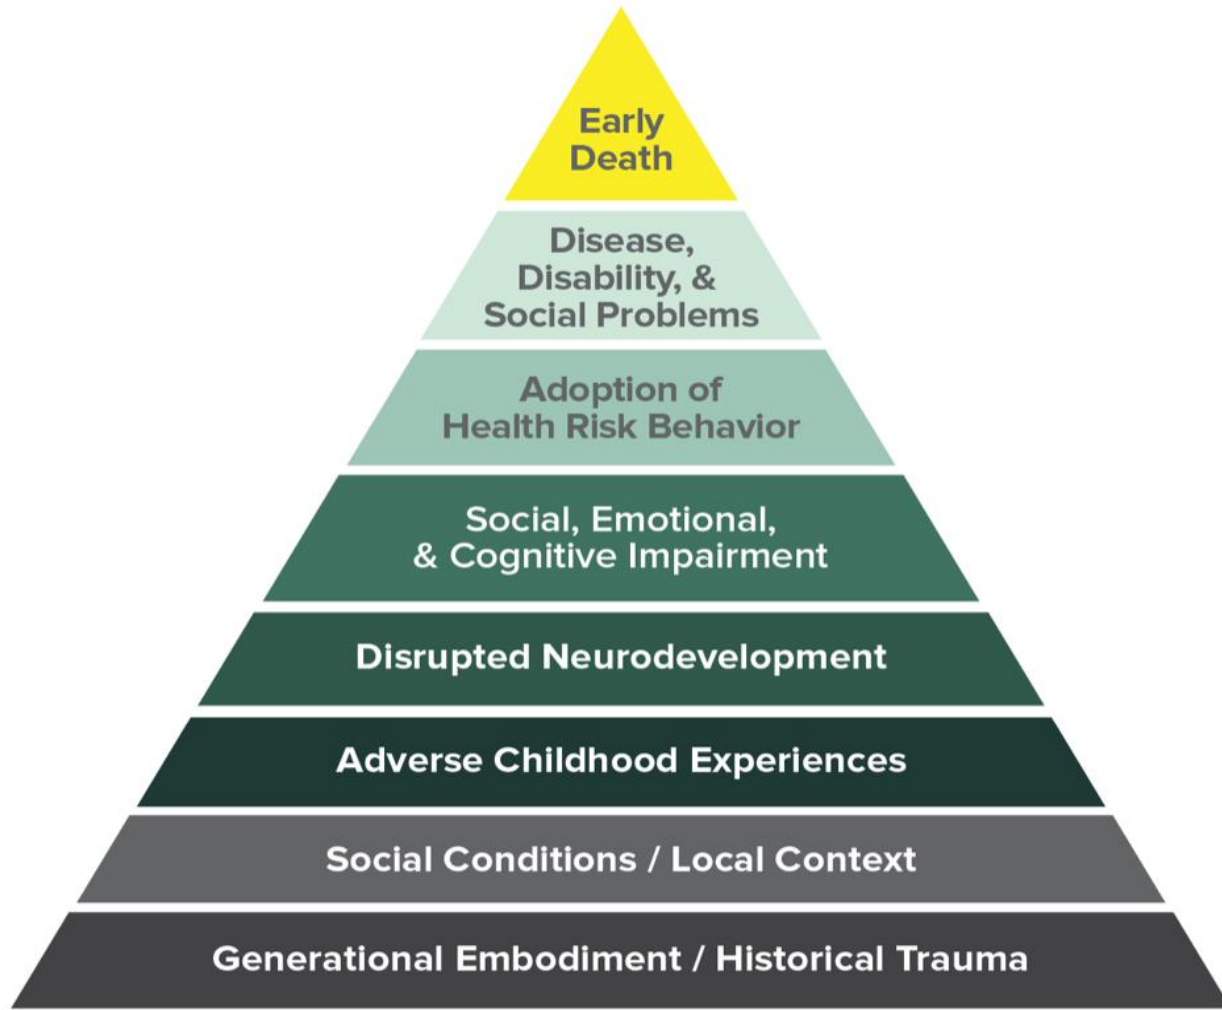 Early
Death
Disease,
Disability, &
Social Problems
Adoption of
Health Risk Behavior
Social, Emotional,
& Cognitive Impairment
Disrupted Neurodevelopment
Adverse Childhood Experiences
Social Conditions / Local Context
Generational Embodiment / Historical Trauma